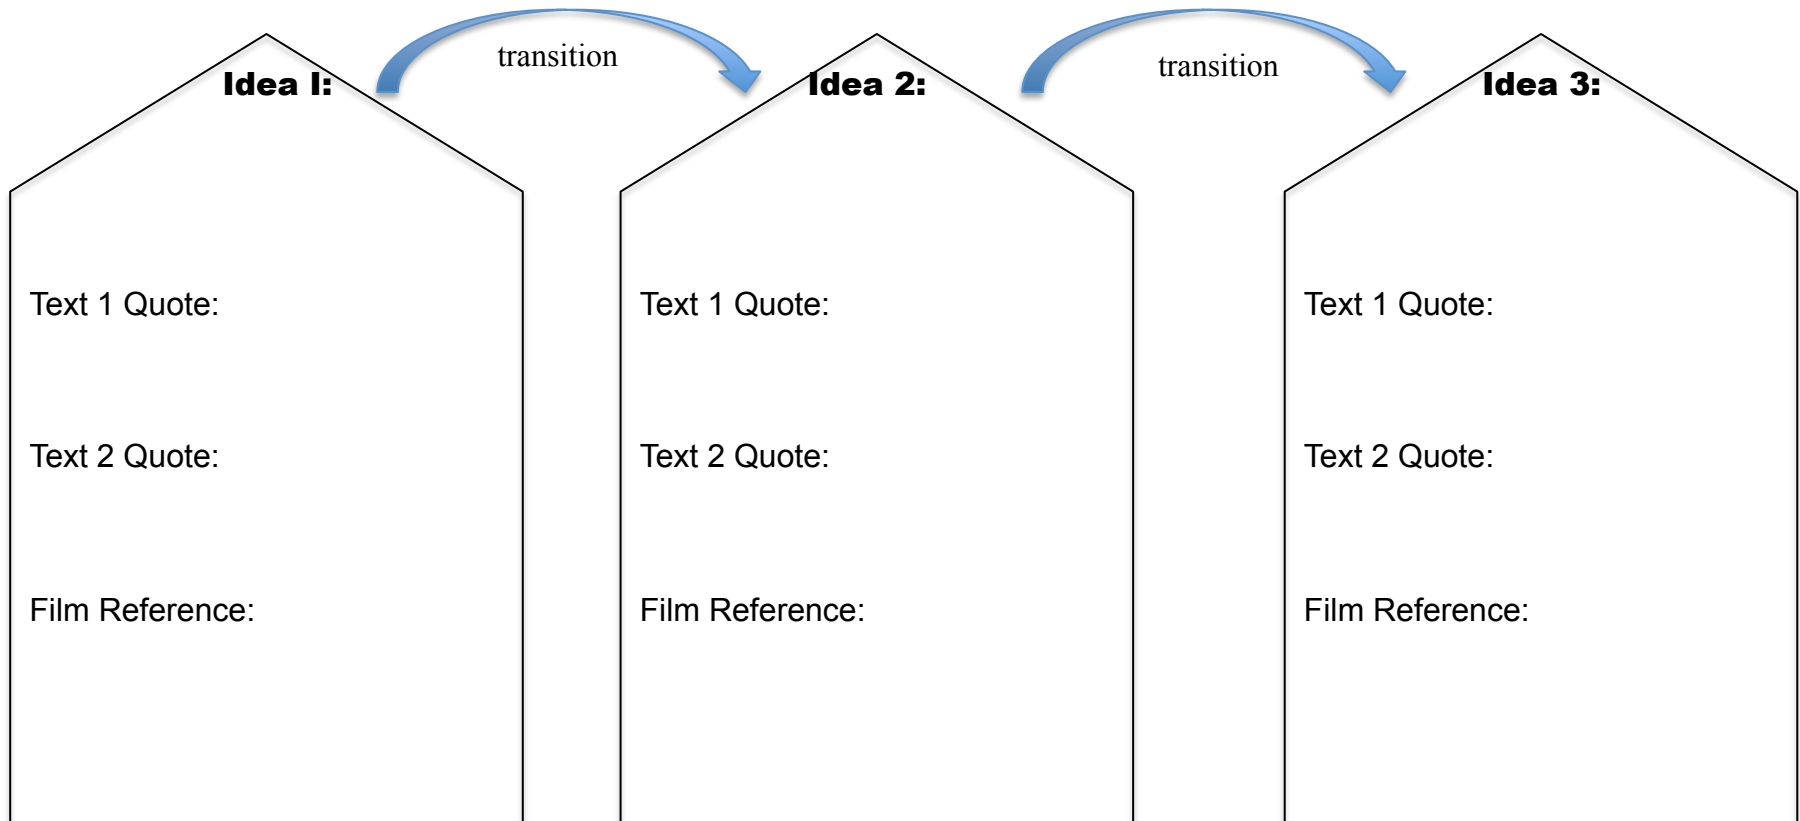 transition
transition
Idea I:
Idea 2:
Idea 3:
Text 1 Quote:
Text 1 Quote:
Text 1 Quote:
Text 2 Quote:
Text 2 Quote:
Text 2 Quote:
Film Reference:
Film Reference:
Film Reference: